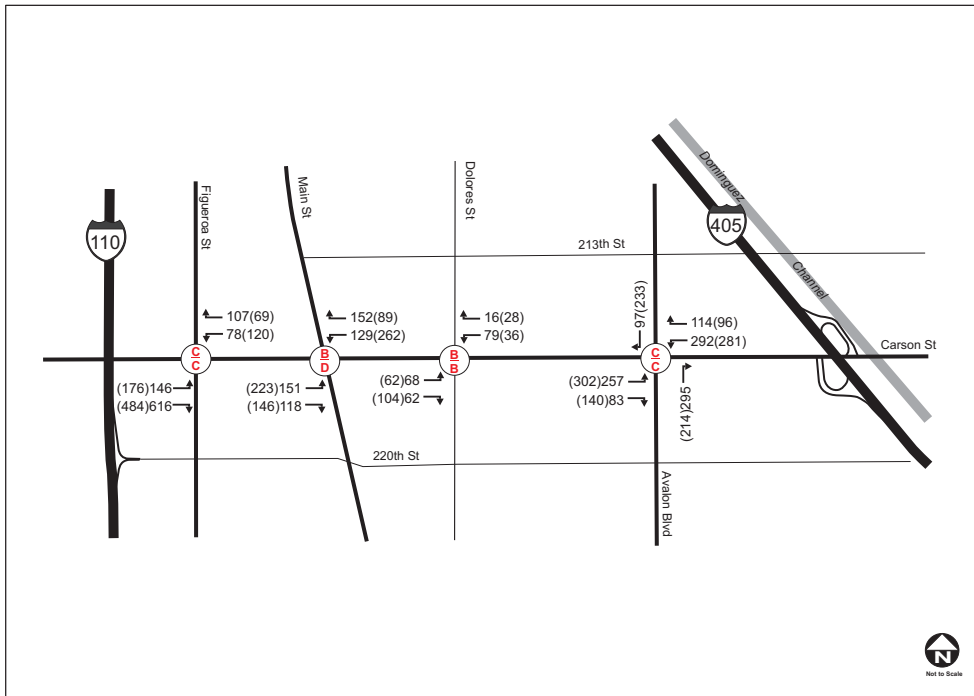 Dominguez
Channel
Figueroa St
Main St
Dolores St
405
110
213th St
107(69)
78(120)
152(89)
129(262)
16(28)
79(36)
97(233)
114(96)
292(281)
Carson St
C
C
B
D
B
B
C
C
(176)146
(484)616
(223)151
(146)118
(62)68
(104)62
(302)257
(140)83
(214)295
220th St
Avalon Blvd
N
Not to Scale